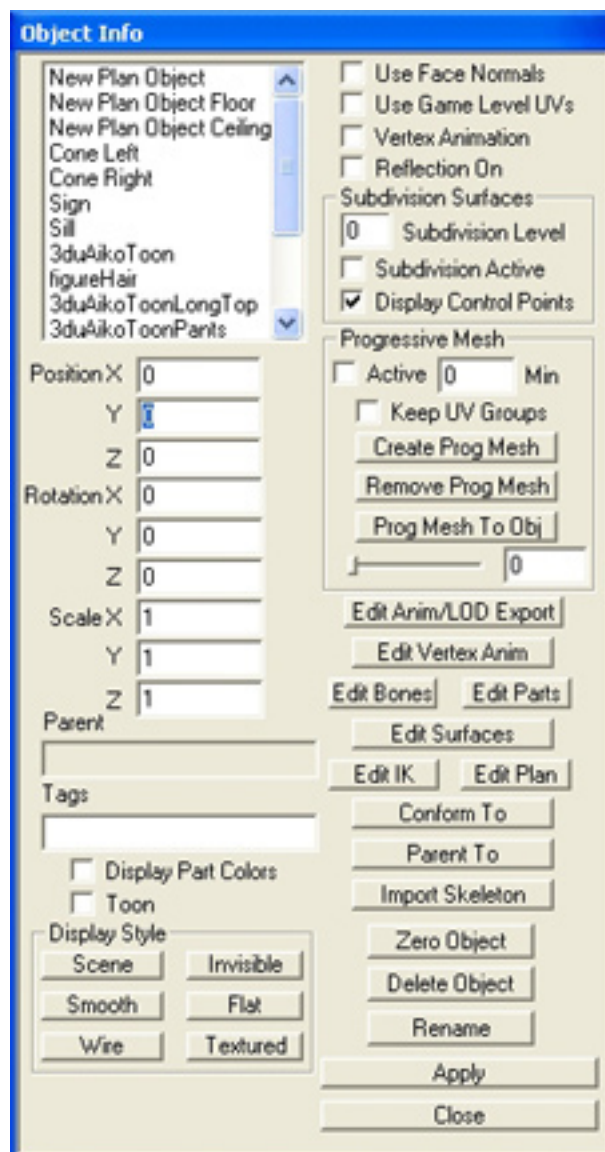 Object Info
New Plan Object
New Plan Object Floor
New Plan Object Ceiling
Cone Left
Cone Right
Sign
Sill
3duAikoToon
figureHair
3duAikoToonLongTop
3duAikoToonPants
Position X 0
Y 0
Z 0
Rotation X 0
Y 0
Z 0
Scale X 1
Y 1
Z 1
Parent
Tags
Display Part Colors
Toon
Display Style
Scene Invisible
Smooth Flat
Wire Textured
Use Face Normals
Use Game Level UVs
Vertex Animation
Reflection On
Subdivision Surfaces
0 Subdivision Level
Subdivision Active
Display Control Points
Progressive Mesh
Active 0 Min
Keep UV Groups
Create Prog Mesh
Remove Prog Mesh
Prog Mesh To Obj
0
Edit Anim/LOD Export
Edit Vertex Anim
Edit Bones Edit Parts
Edit Surfaces
Edit IK Edit Plan
Conform To
Parent To
Import Skeleton
Zero Object
Delete Object
Rename
Apply
Close